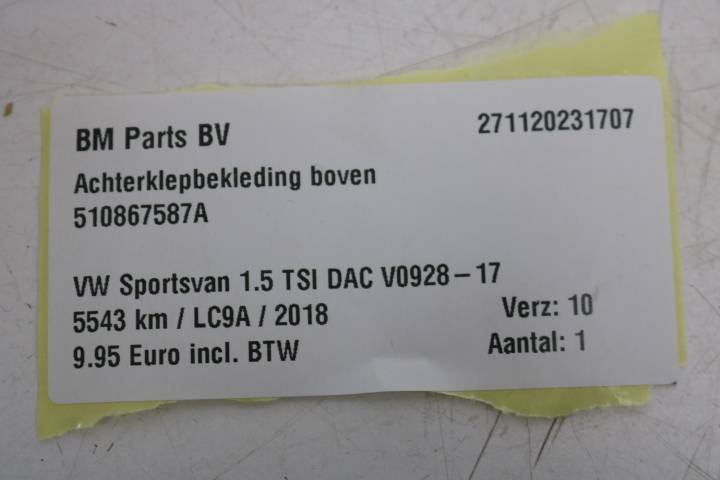 BM Parts BV 271120231707
Achterklepbekleding boven
510867587A
VW Sportsvan 1.5 TSI DAC V0928-17
5543 km / LC9A / 2018 Verz: 10
9.95 Euro incl. BTW Aantal: 1